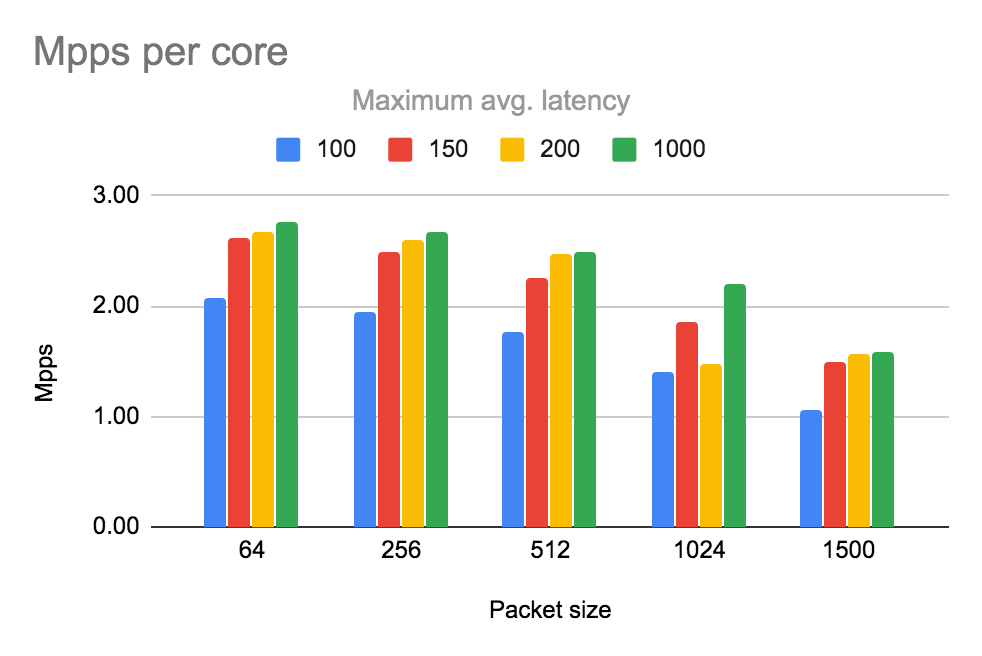 Mpps per core
Maximum avg. latency
100 150 200 1000
3.00
2.00
1.00
0.00
Mpps
64 256 512 1024 1500
Packet size